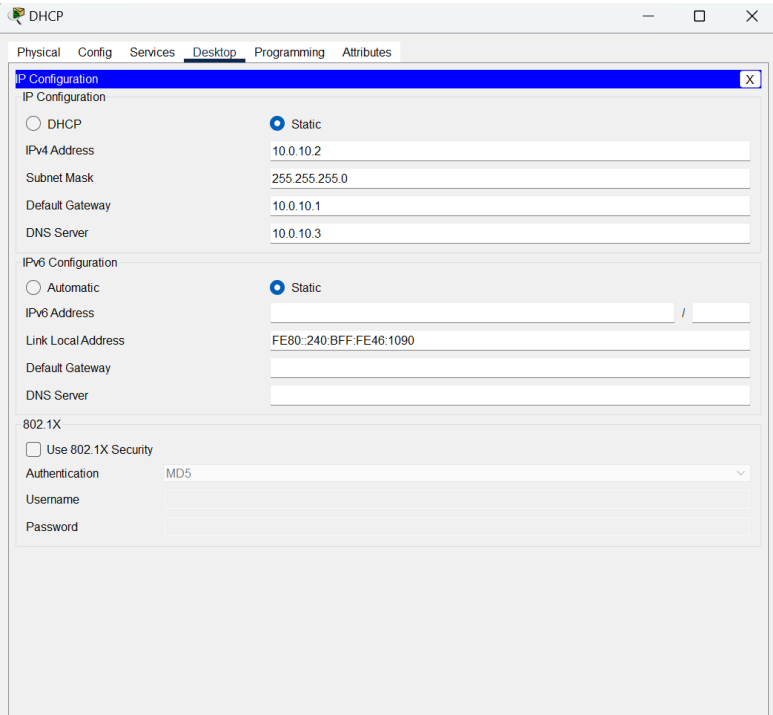 DHCP
Physical Config Services Desktop Programming Attributes
IP Configuration X
IP Configuration
DHCP Static
IPv4 Address 10.0.10.2
Subnet Mask 255.255.255.0
Default Gateway 10.0.10.1
DNS Server 10.0.10.3
IPv6 Configuration
Automatic Static
IPv6 Address /
Link Local Address FE80::240:BFF:FE46:1090
Default Gateway
DNS Server
802.1X
Use 802.1X Security
Authentication MD5
Username
Password